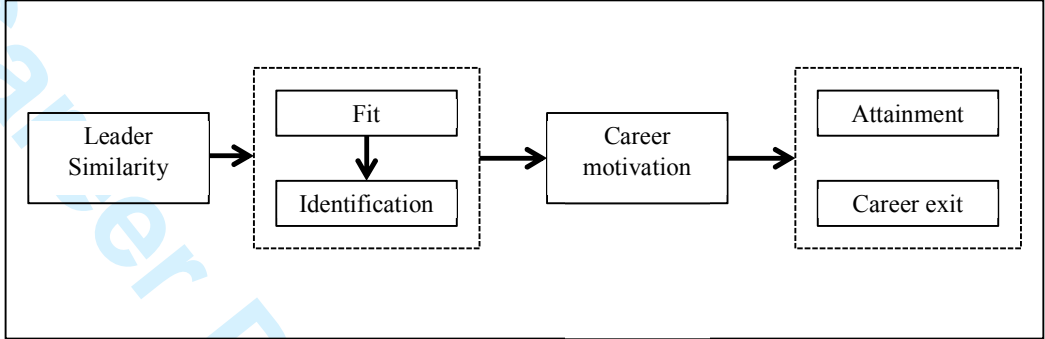 Leader
Similarity
Fit
Identification
Career
motivation
Attainment
Career exit